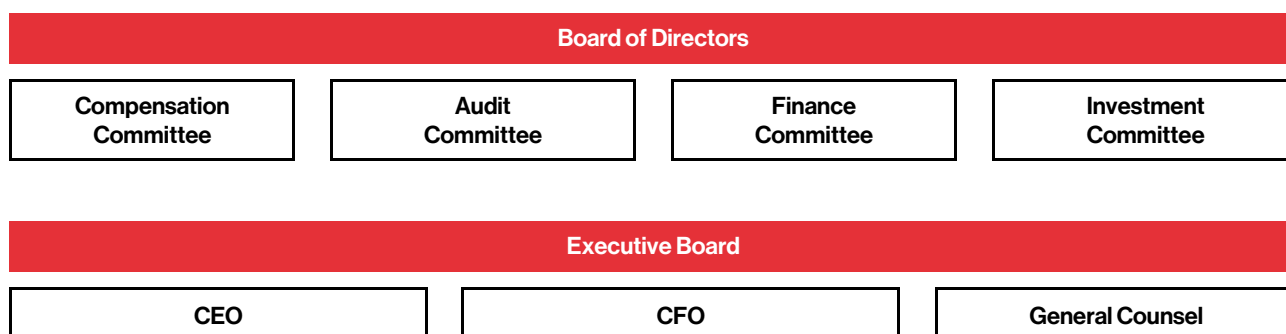 Board of Directors
Compensation
Committee
Audit
Committee
Finance
Committee
Investment
Committee
Executive Board
CEO
CFO
General Counsel